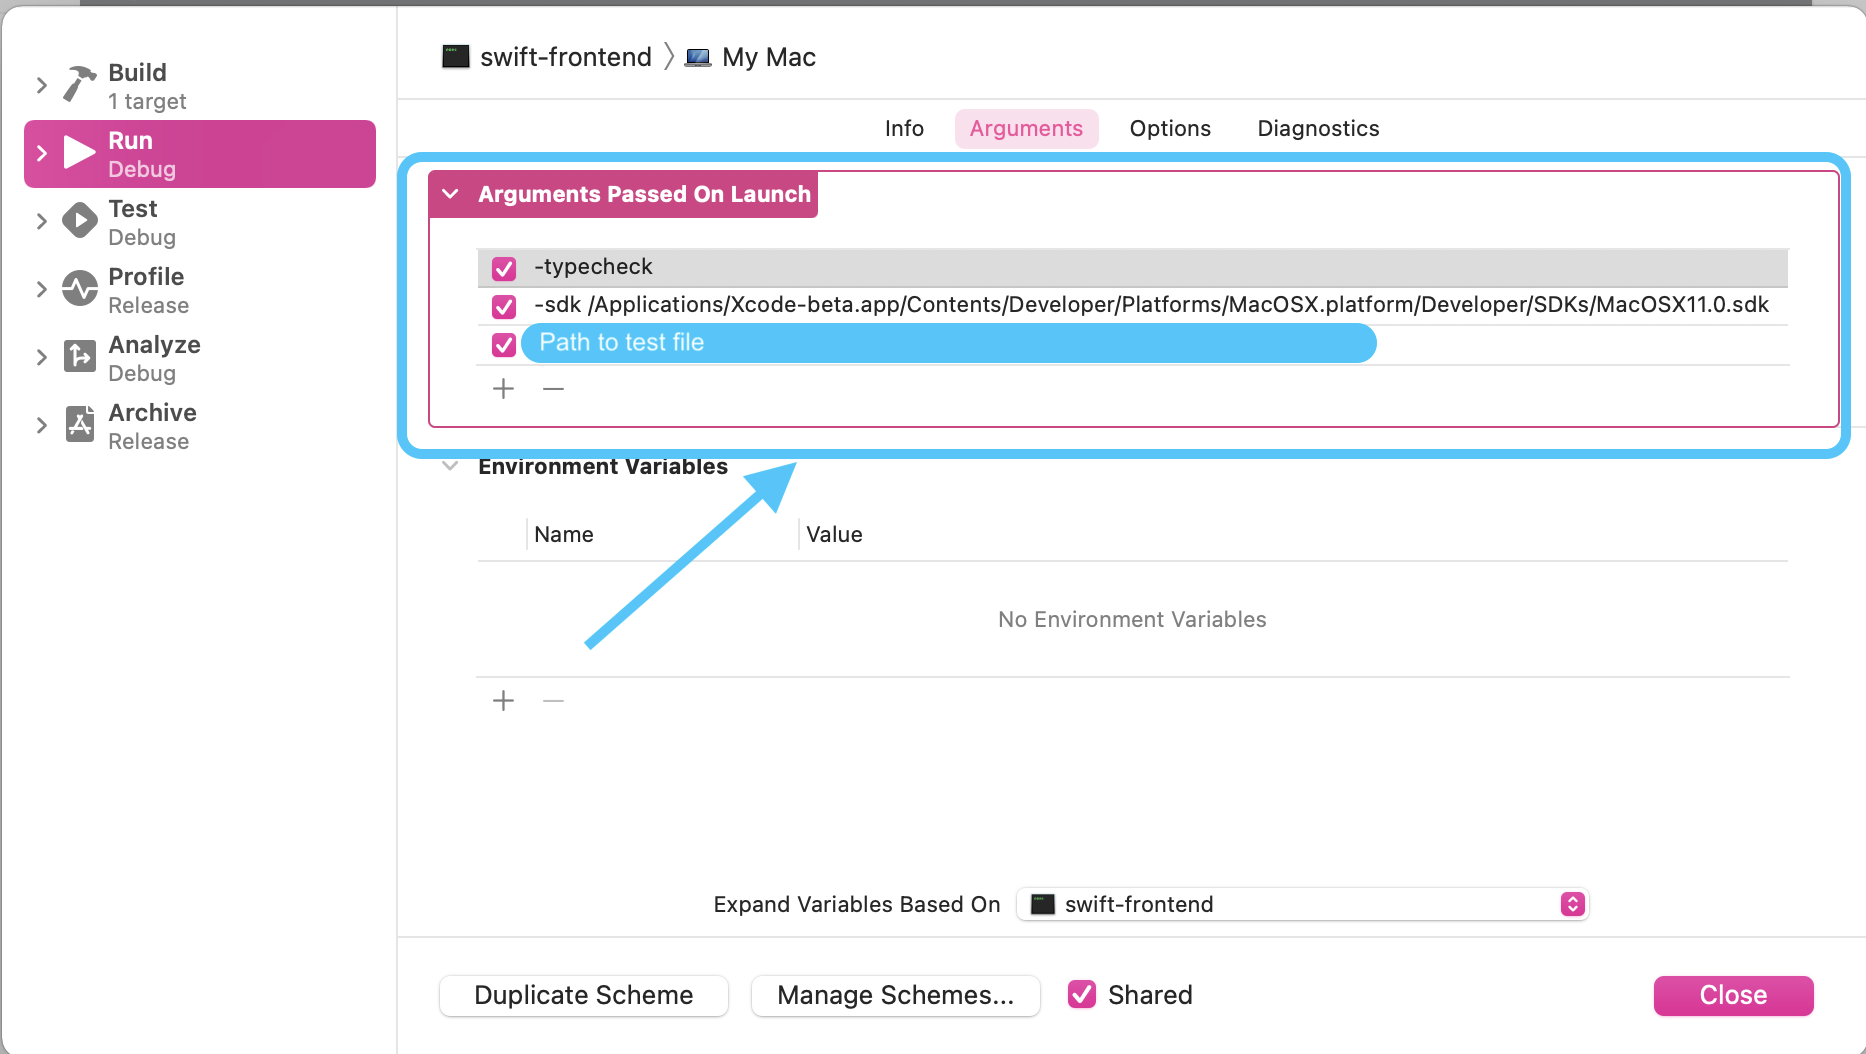 Build
1 target
Run
Debug
Test
Debug
Profile
Release
Analyze
Debug
Archive
Release
swift-frontend
My Mac
Info
Arguments
Options
Diagnostics
Arguments Passed On Launch
-typecheck
-sdk /Applications/Xcode-beta.app/Contents/Developer/Platforms/MacOSX.platform/Developer/SDKs/MacOSX11.0.sdk
Path to test file
Environment Variables
Name
Value
No Environment Variables
Expand Variables Based On
swift-frontend
Duplicate Scheme
Manage Schemes...
Shared
Close